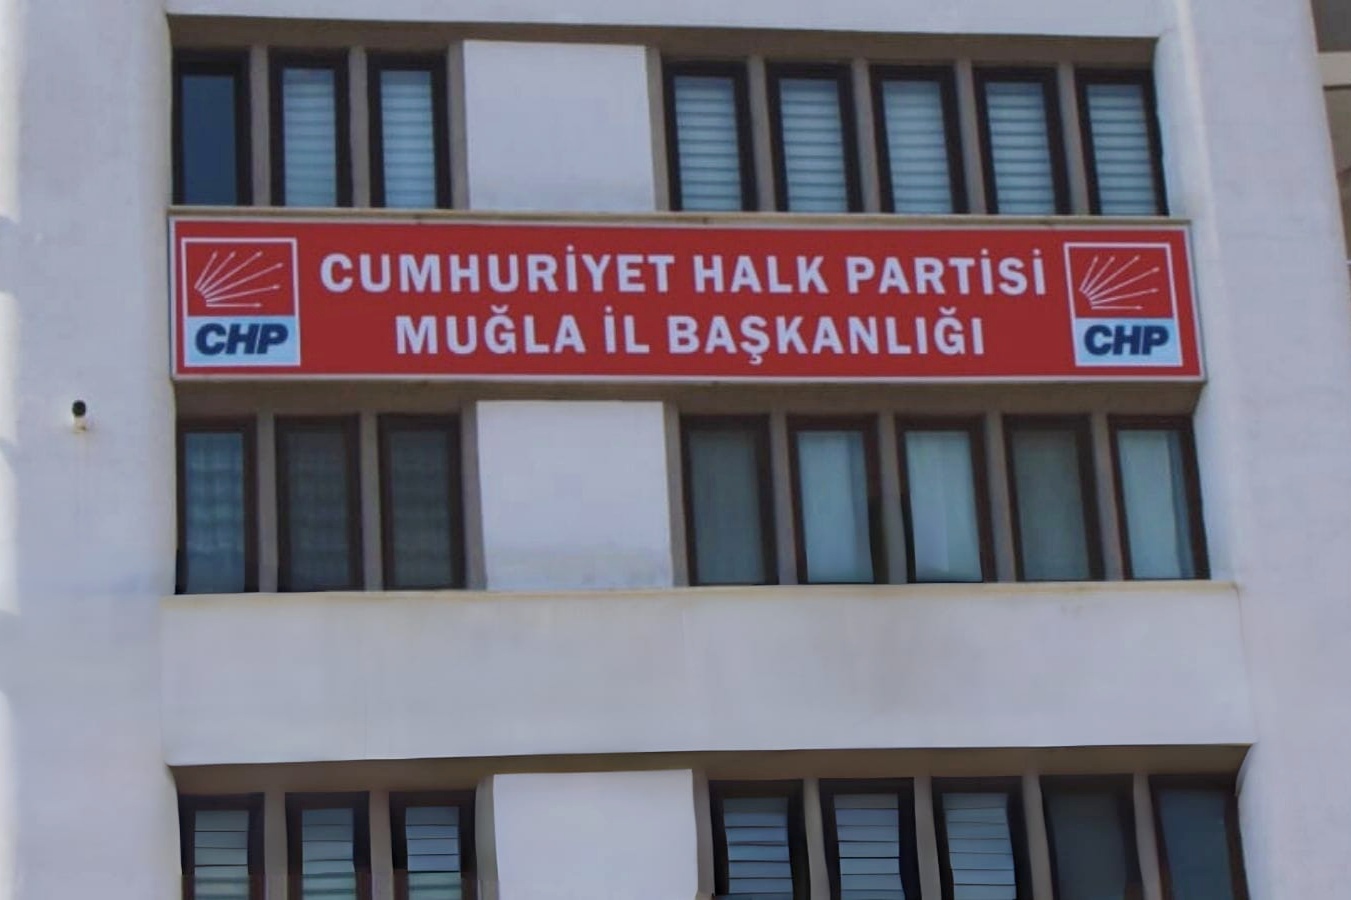 CUMHURİYET HALK PARTİSİ
MUĞLA İL BAŞKANLIĞI
CHP
CHP